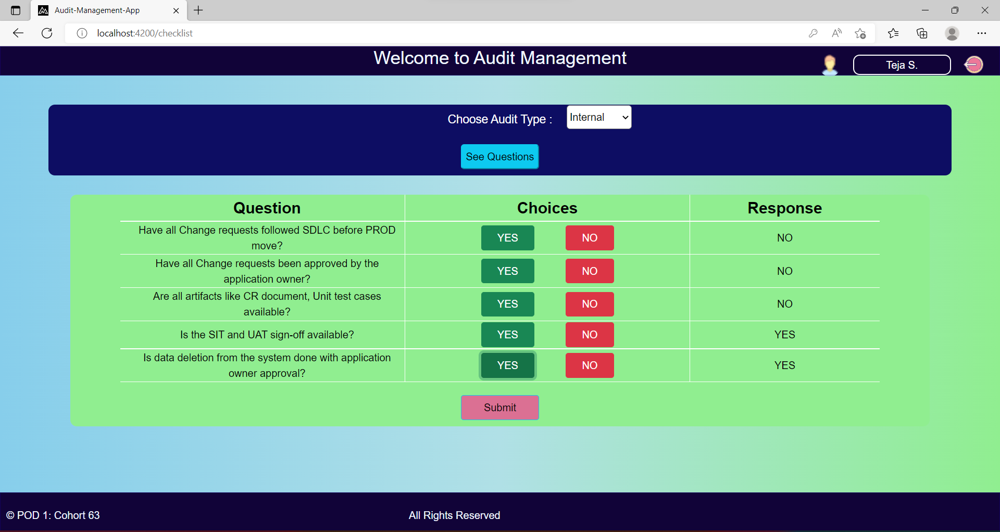 Audit-Management-App
localhost:4200/checklist
Welcome to Audit Management
Teja S.
Choose Audit Type :
Internal
See Questions
Question Choices Response
Have all Change requests followed SDLC before PROD
move?
YES NO NO
Have all Change requests been approved by the
application owner?
YES NO NO
Are all artifacts like CR document, Unit test cases
available?
YES NO NO
Is the SIT and UAT sign-off available?
YES NO YES
Is data deletion from the system done with application
owner approval?
YES NO YES
Submit
© POD 1: Cohort 63
All Rights Reserved